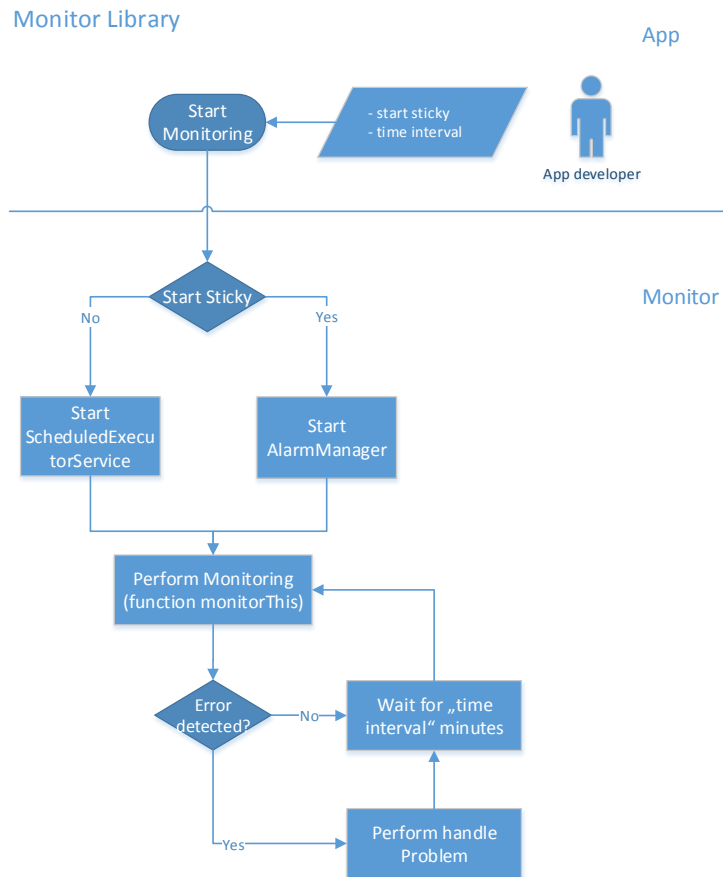 Monitor Library
App
Start
Monitoring
- start sticky
- time interval
App developer
Start Sticky
Monitor
No
Yes
Start
ScheduledExecu
torService
Start
AlarmManager
Perform Monitoring
(function monitorThis)
Error
detected?
No
Wait for „time
interval“ minutes
Yes
Perform handle
Problem